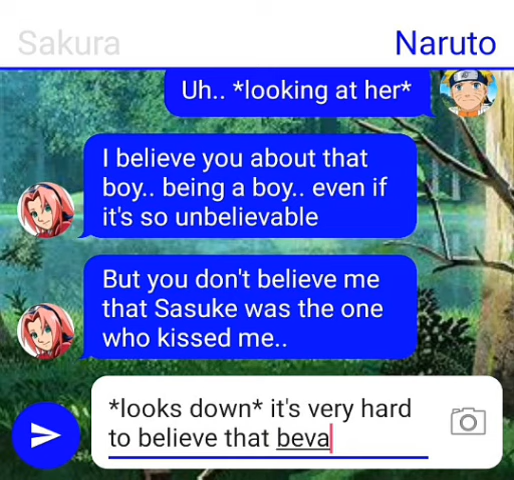 Sakura
Naruto
Uh.. *looking at her*
I believe you about that
boy.. being a boy.. even if
it's so unbelievable
But you don't believe me
that Sasuke was the one
who kissed me..
*looks down* it's very hard
to believe that beva